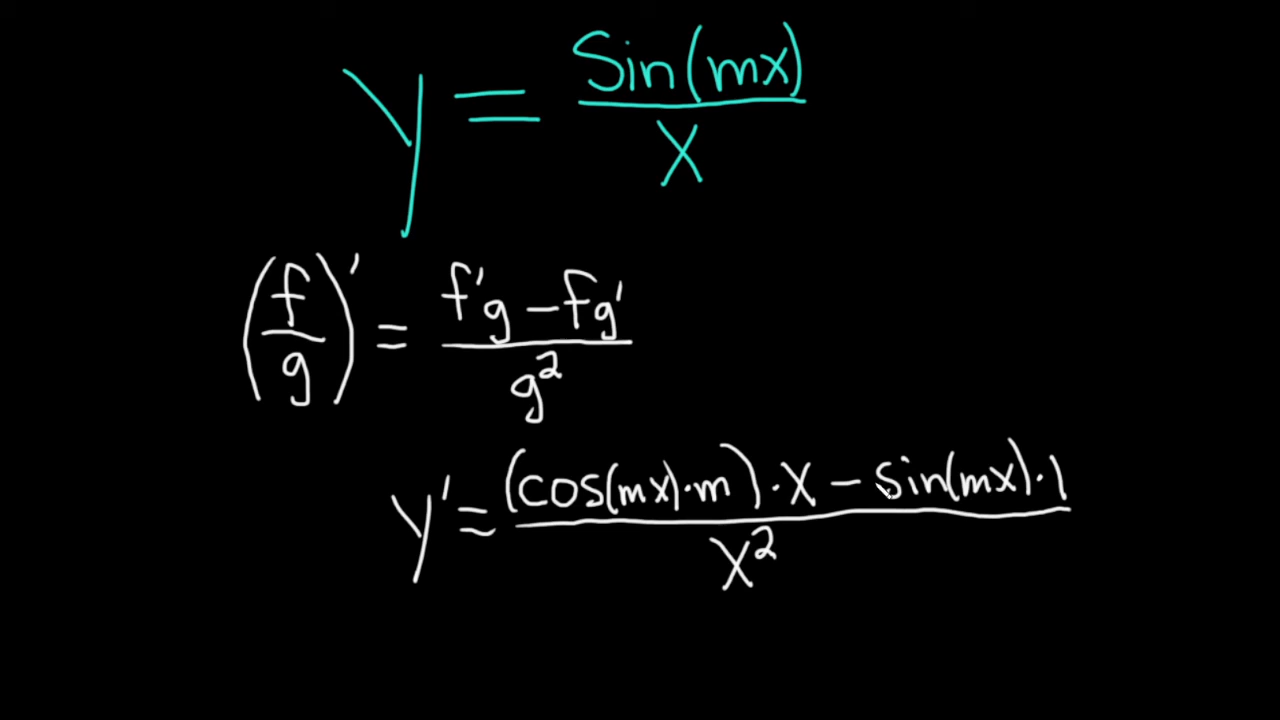 y = Sin(mx) / x
(f/g)' = f'g - fg' / g²
y' = (cos(mx)·m)·x - sin(mx)·1 / x²